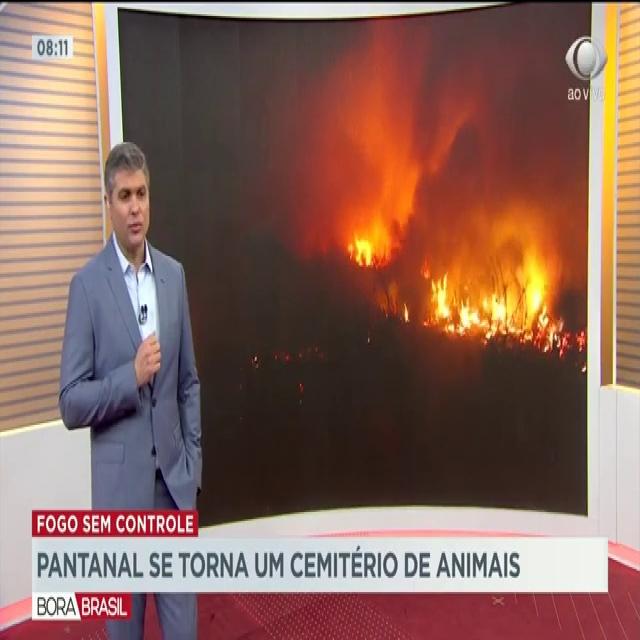 08:11
ao vivo
FOGO SEM CONTROLE
PANTANAL SE TORNA UM CEMITÉRIO DE ANIMAIS
BORA BRASIL